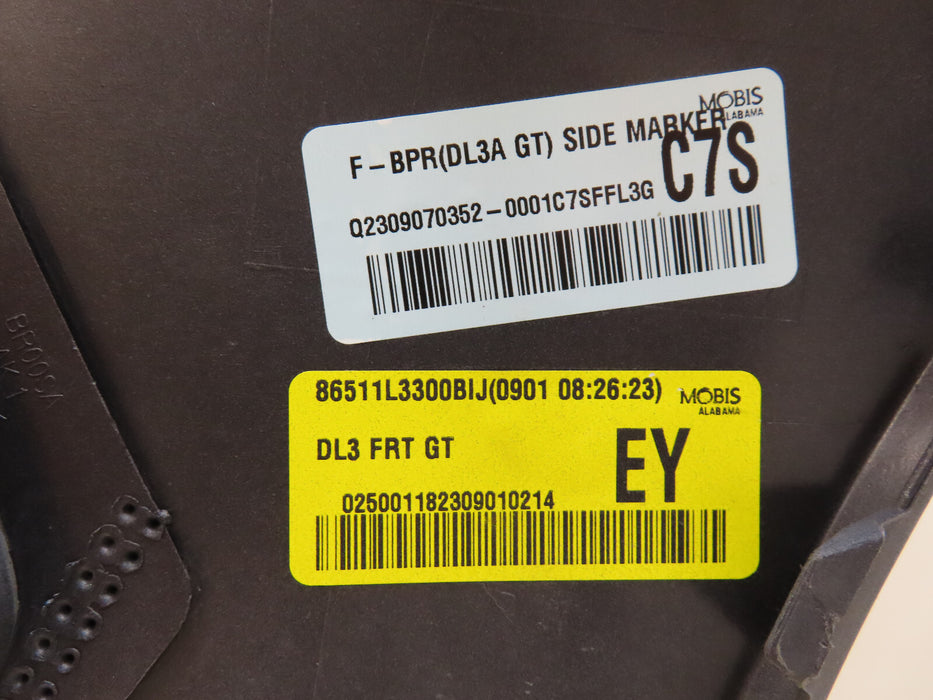 MOBIS
ALABAMA
F-BPR(DL3A GT) SIDE MARKER
C7S
Q2309070352-0001C7SFFL3G
86511L3300BIJ(0901 08:26:23)
MOBIS
ALABAMA
DL3 FRT GT
EY
025001182309010214